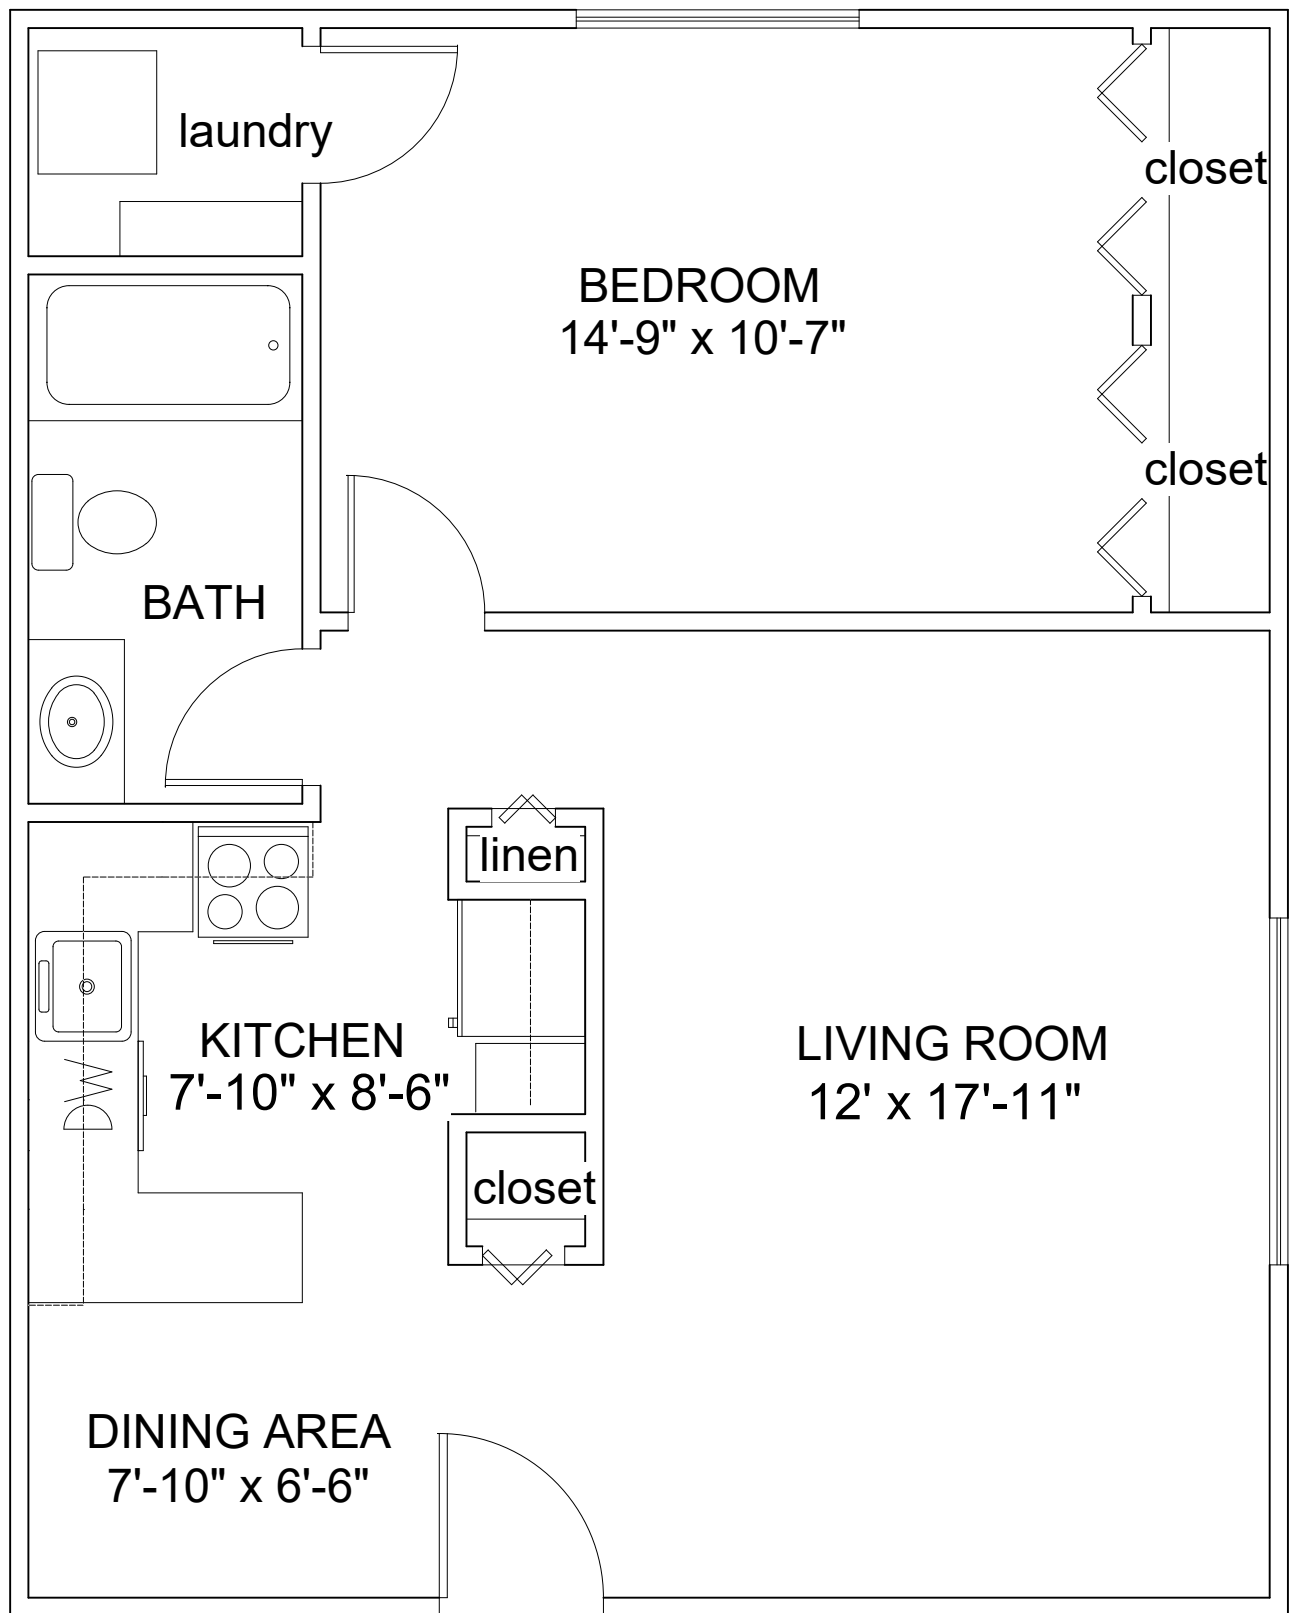 laundry
closet
BEDROOM
14'-9" x 10'-7"
closet
BATH
linen
KITCHEN
7'-10" x 8'-6"
LIVING ROOM
12' x 17'-11"
closet
DINING AREA
7'-10" x 6'-6"